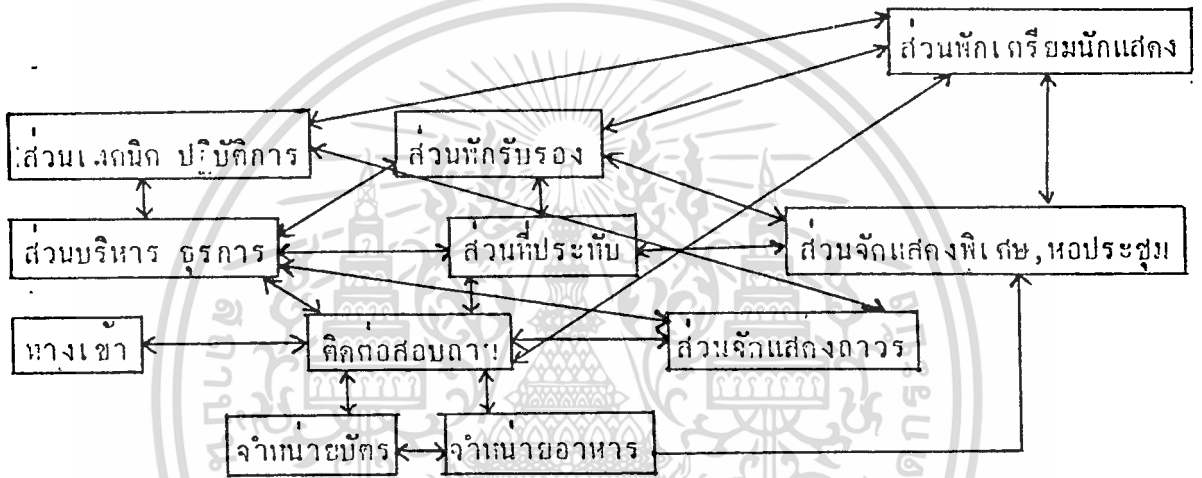 ส่วนพักเตรียมนักแสดง
ส่วนเทคนิค ปฏิบัติการ
ส่วนพักรับรอง
ส่วนบริหาร ธุรการ
ส่วนที่ประทับ
ส่วนจัดแสดงพิเศษ,หอประชุม
ทางเข้า
ติดต่อสอบถาม
ส่วนจัดแสดงถาวร
จำหน่ายบัตร
จำหน่ายอาหาร